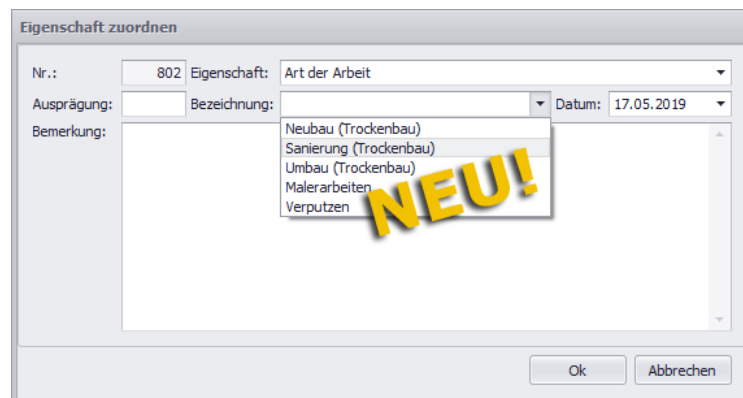 Eigenschaft zuordnen
Nr.: 802 Eigenschaft: Art der Arbeit
Ausprägung: Bezeichnung: Datum: 17.05.2019
Bemerkung:
Neubau (Trockenbau)
Sanierung (Trockenbau)
Umbau (Trockenbau)
Malerarbeiten
Verputzen
NEU!
Ok Abbrechen